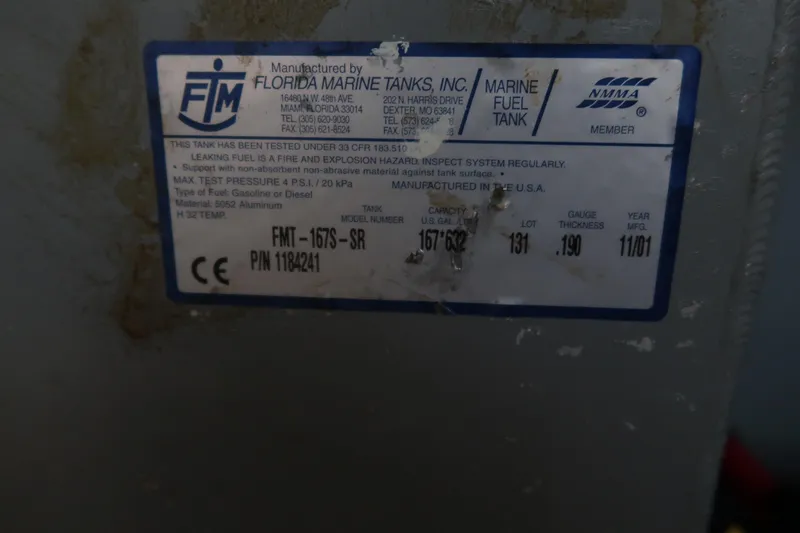 FTM
Manufactured by
FLORIDA MARINE TANKS, INC.
16480 N.W. 48th AVE.
MIAMI, FLORIDA 33014
TEL. (305) 620-9030
FAX. (305) 621-8524
202 N. HARRIS DRIVE
DEXTER, MO 63841
TEL. (573)
FAX. (573)
MARINE
FUEL
TANK
NMMA ®
MEMBER
THIS TANK HAS BEEN TESTED UNDER 33 CFR 183.510
LEAKING FUEL IS A FIRE AND EXPLOSION HAZARD. INSPECT SYSTEM REGULARLY.
• Support with non-absorbent non-abrasive material against tank surface. •
MAX. TEST PRESSURE 4 P.S.I. / 20 kPa MANUFACTURED IN THE U.S.A.
Type of Fuel: Gasoline or Diesel
Material: 5052 Aluminum
H 32 TEMP.
TANK MODEL NUMBER
FMT-167S-SR
P/N 1184241
CAPACITY
U.S. GAL.
167*632
LOT
131
GAUGE THICKNESS
.190
YEAR MFG.
11/01
CE